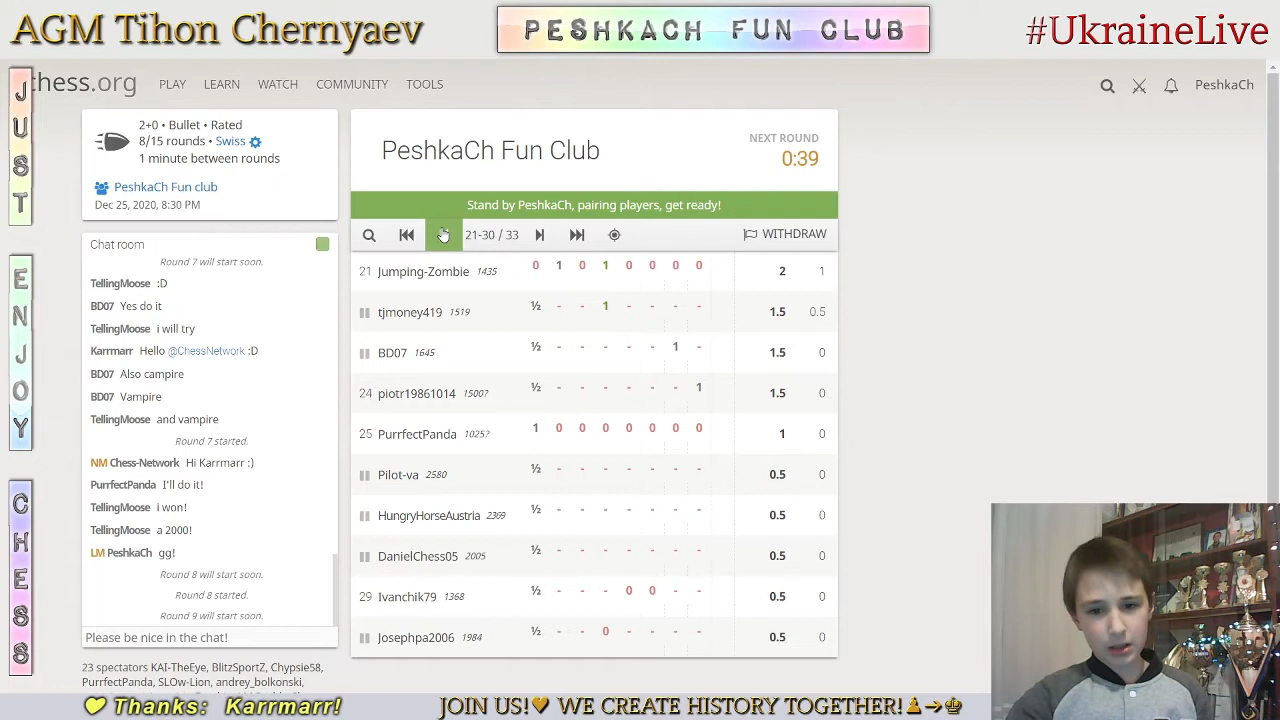 AGM Tihon Chernyaev
PESHKACH FUN CLUB
#UkraineLive
JUST
ENJOY
CHESS
chess.org
PLAY LEARN WATCH COMMUNITY TOOLS
PeshkaCh
2+0 • Bullet • Rated
8/15 rounds • Swiss
1 minute between rounds
PeshkaCh Fun club
Dec 25, 2020, 8:30 PM
Chat room
Round 7 will start soon.
TellingMoose :D
BD07 Yes do it
TellingMoose i will try
Karrmarr Hello @ChessNetwork :D
BD07 Also campire
BD07 Vampire
TellingMoose and vampire
Round 7 started.
NM Chess-Network Hi Karrmarr :)
PurrfectPanda I'll do it!
TellingMoose i won!
TellingMoose a 2000!
LM PeshkaCh gg!
Round 8 will start soon.
Round 8 started.
Round 9 will start soon.
Please be nice in the chat!
23 spectators KAI-TheEye, BlitzSportZ, Chypsie58,
PurrfectPanda, SLOw-Lion, andrey_bolkonski,
PeshkaCh Fun Club
NEXT ROUND
0:39
Stand by PeshkaCh, pairing players, get ready!
21-30 / 33
WITHDRAW
21 Jumping-Zombie 1435 0 1 0 1 0 0 0 0 2 1
tjmoney419 1519 ½ - - 1 - - - - 1.5 0.5
BD07 1645 ½ - - - - - 1 - 1.5 0
24 piotr19861014 1500? ½ - - - - - - 1 1.5 0
25 PurrfectPanda 1025? 1 0 0 0 0 0 0 0 1 0
Pilot-va 2580 ½ - - - - - - - 0.5 0
HungryHorseAustria 2369 ½ - - - - - - - 0.5 0
DanielChess05 2005 ½ - - - - - - - 0.5 0
29 Ivanchik79 1368 ½ - - - 0 0 - - 0.5 0
Josephpa2006 1984 ½ - - 0 - - - - 0.5 0
Thanks: Karrmarr!
JOIN US!♥ WE CREATE HISTORY TOGETHER!♟→♚